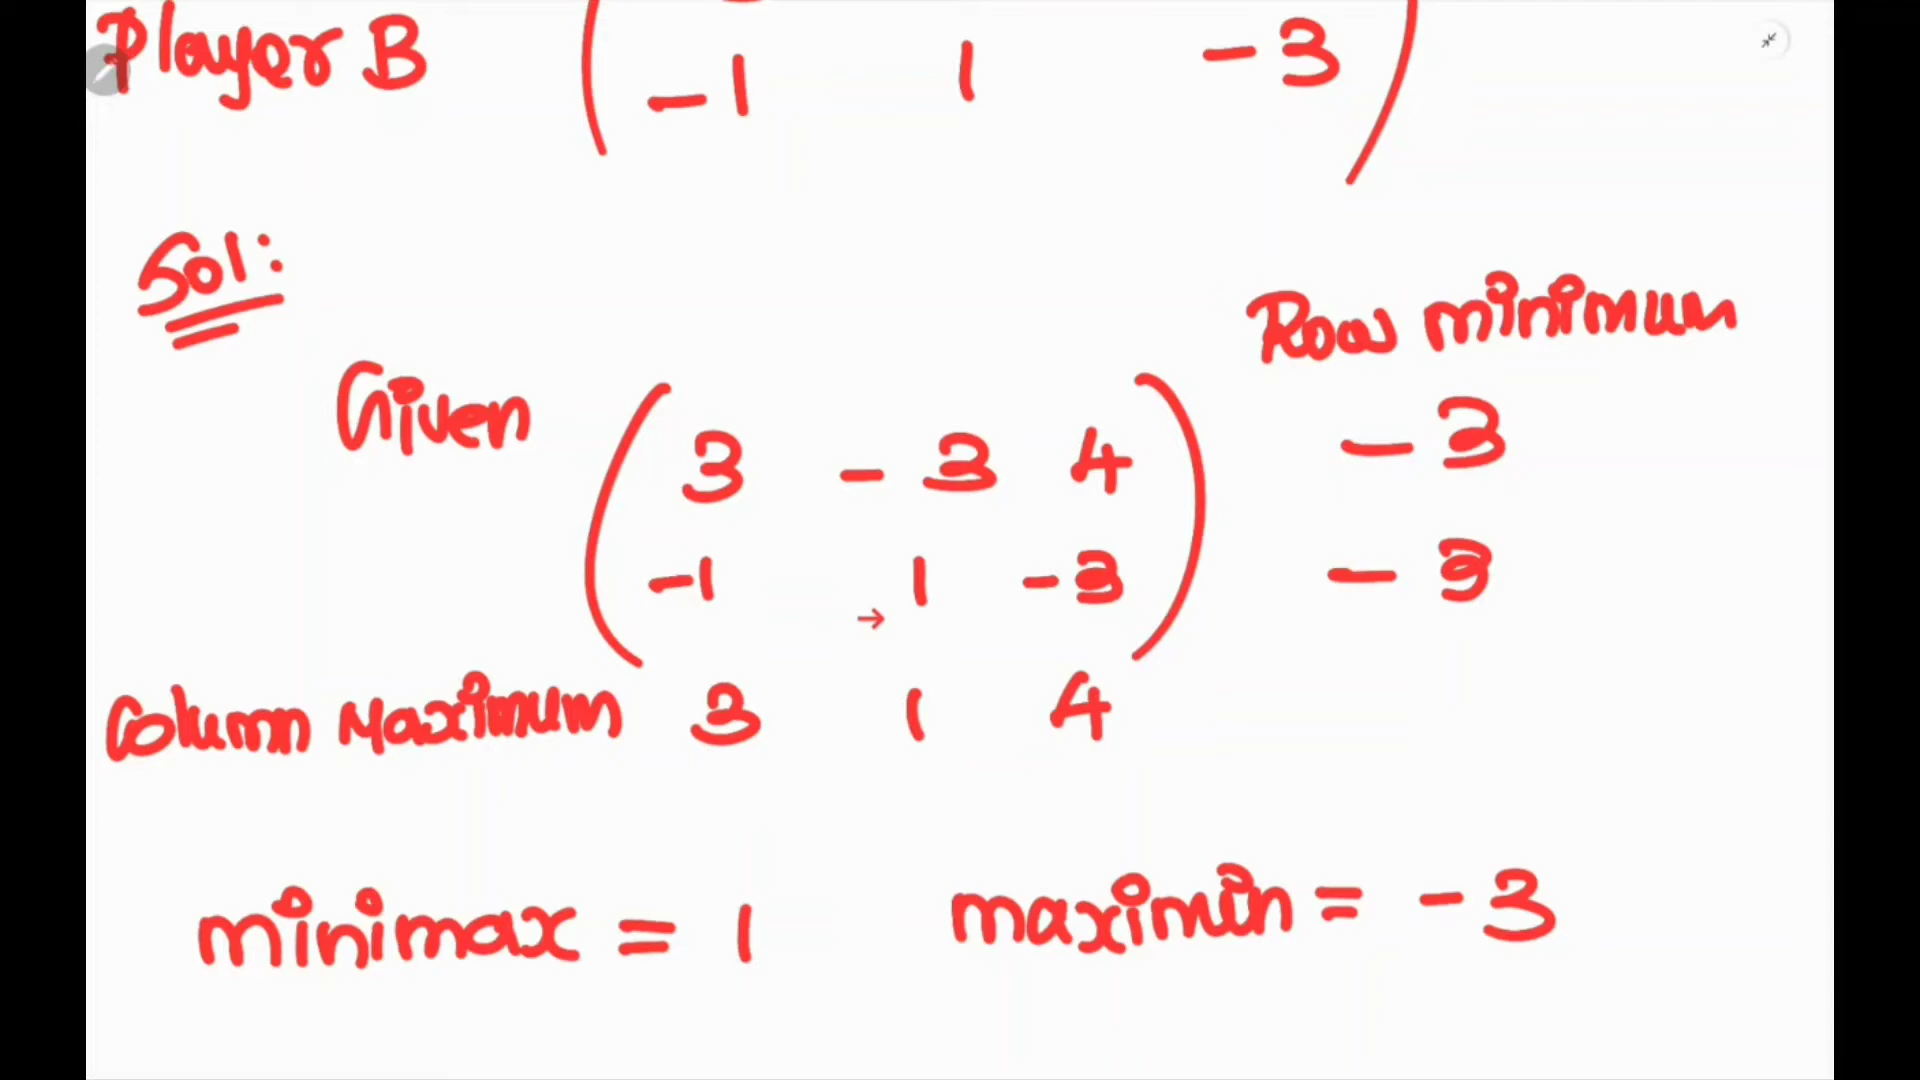 Player B
-1 1 -3
Sol:
Row minimum
Given 3 -3 4 -3
-1 1 -3 -3
→
Column Maximum 3 1 4
minimax = 1 maximin = -3